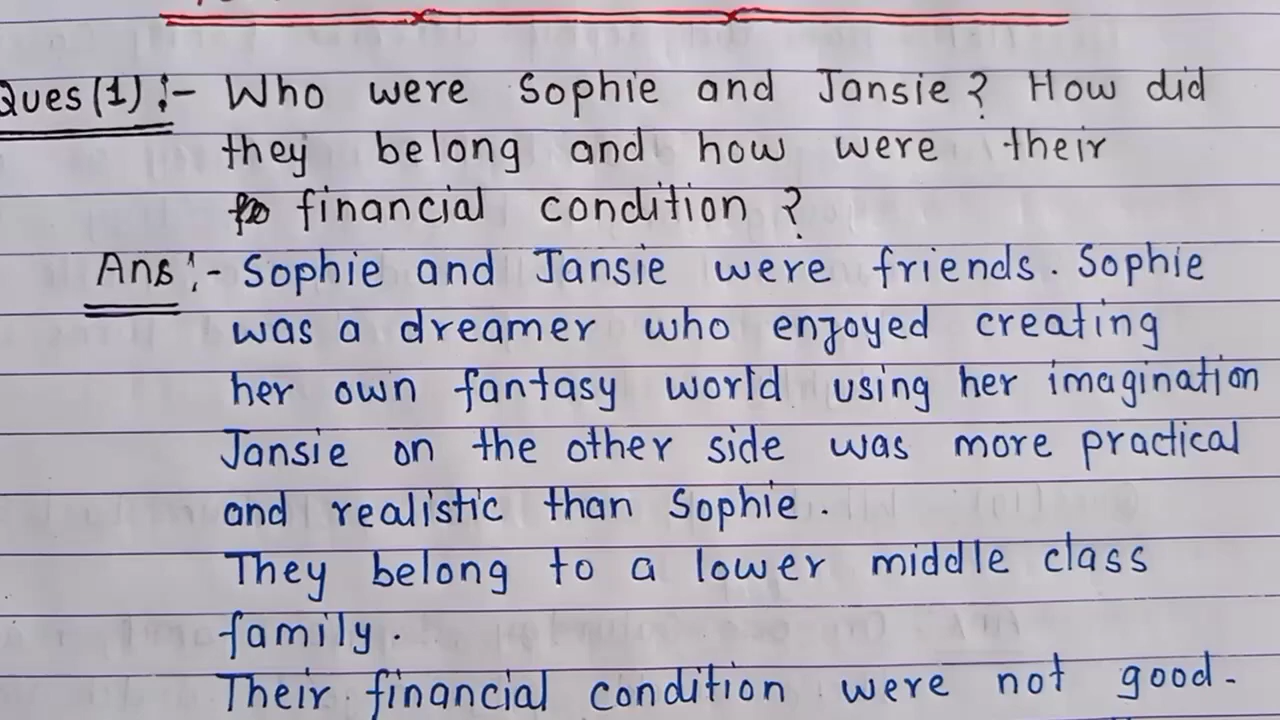 Ques (1) :- Who were Sophie and Jansie? How did
they belong and how were their
financial condition ?
Ans :- Sophie and Jansie were friends. Sophie
was a dreamer who enjoyed creating
her own fantasy world using her imagination
Jansie on the other side was more practical
and realistic than Sophie.
They belong to a lower middle class
family.
Their financial condition were not good.